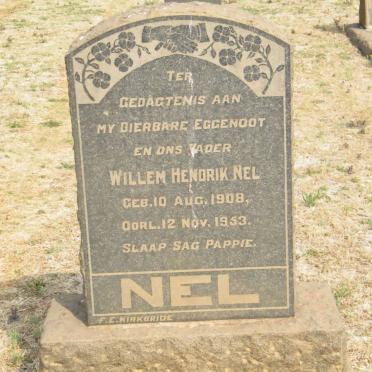 TER
GEDAGTENIS AAN
MY DIERBARE EGGENOOT
EN ONS VADER
WILLEM HENDRIK NEL
GEB. 10 AUG. 1908,
OORL. 12 NOV. 1953.
SLAAP SAG PAPPIE.
NEL
F.E. KIRKBRIDE